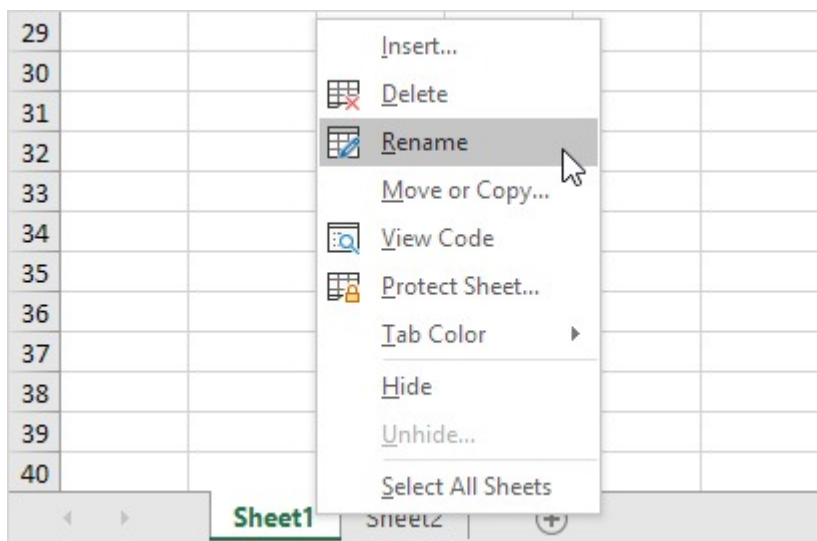 29
30
31
32
33
34
35
36
37
38
39
40
Insert...
Delete
Rename
Move or Copy...
View Code
Protect Sheet...
Tab Color
Hide
Unhide...
Select All Sheets
Sheet1 Sheet2